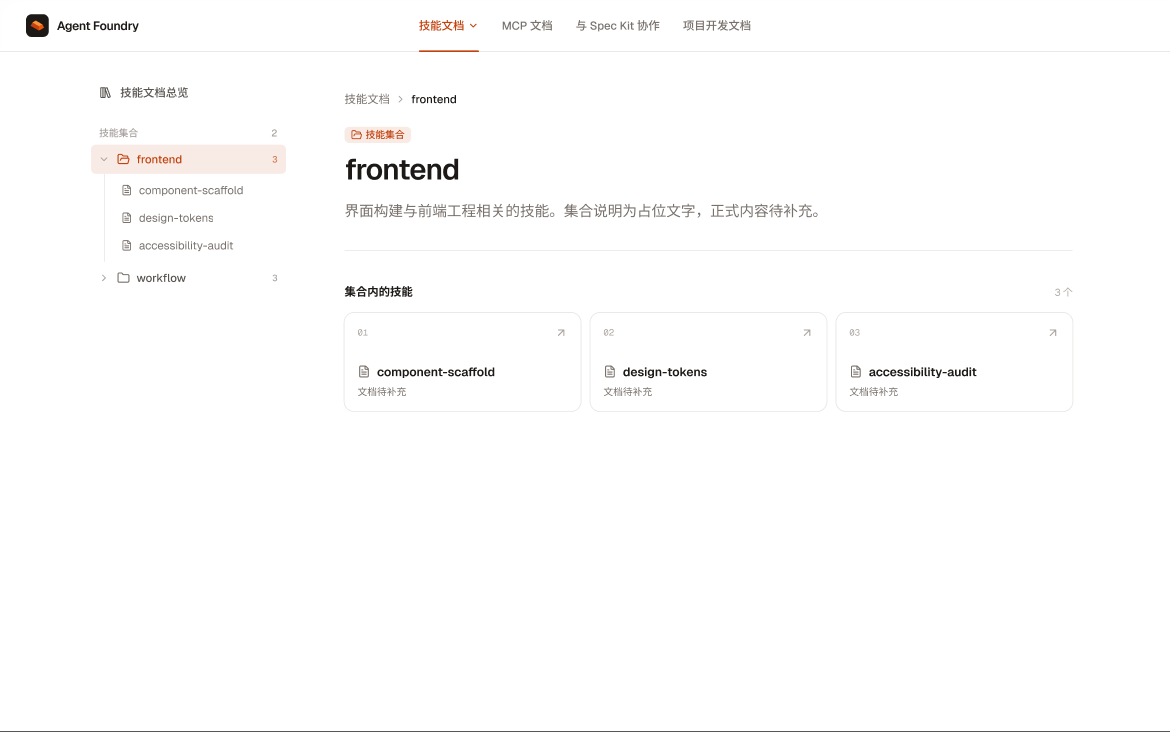 Agent Foundry
技能文档
MCP 文档
与 Spec Kit 协作
项目开发文档
技能文档总览
技能集合 2
frontend 3
component-scaffold
design-tokens
accessibility-audit
workflow 3
技能文档 > frontend
技能集合
frontend
界面构建与前端工程相关的技能。集合说明为占位文字，正式内容待补充。
集合内的技能 3 个
01
component-scaffold
文档待补充
02
design-tokens
文档待补充
03
accessibility-audit
文档待补充